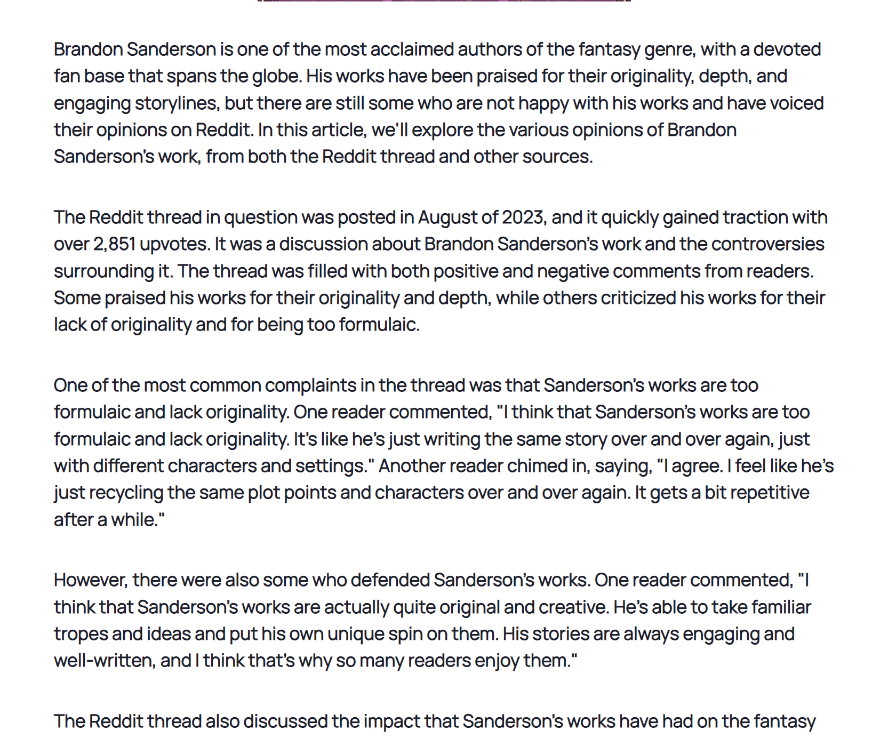 Brandon Sanderson is one of the most acclaimed authors of the fantasy genre, with a devoted
fan base that spans the globe. His works have been praised for their originality, depth, and
engaging storylines, but there are still some who are not happy with his works and have voiced
their opinions on Reddit. In this article, we'll explore the various opinions of Brandon
Sanderson's work, from both the Reddit thread and other sources.
The Reddit thread in question was posted in August of 2023, and it quickly gained traction with
over 2,851 upvotes. It was a discussion about Brandon Sanderson's work and the controversies
surrounding it. The thread was filled with both positive and negative comments from readers.
Some praised his works for their originality and depth, while others criticized his works for their
lack of originality and for being too formulaic.
One of the most common complaints in the thread was that Sanderson's works are too
formulaic and lack originality. One reader commented, "I think that Sanderson's works are too
formulaic and lack originality. It's like he's just writing the same story over and over again, just
with different characters and settings." Another reader chimed in, saying, "I agree. I feel like he's
just recycling the same plot points and characters over and over again. It gets a bit repetitive
after a while."
However, there were also some who defended Sanderson's works. One reader commented, "I
think that Sanderson's works are actually quite original and creative. He's able to take familiar
tropes and ideas and put his own unique spin on them. His stories are always engaging and
well-written, and I think that's why so many readers enjoy them."
The Reddit thread also discussed the impact that Sanderson's works have had on the fantasy